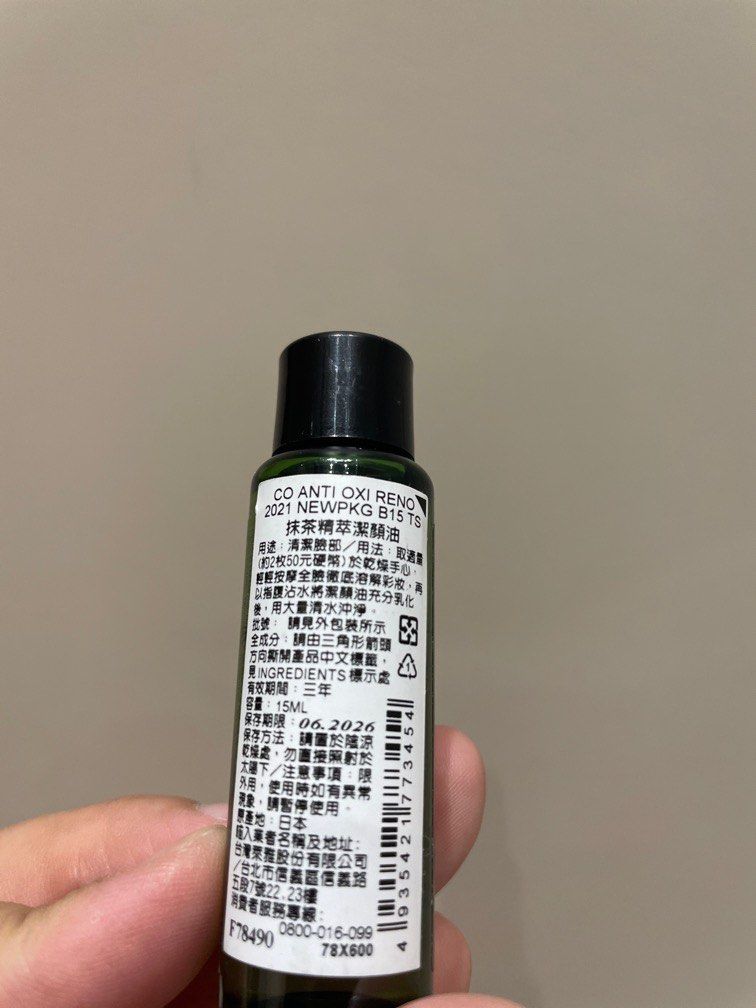 CO ANTI OXI RENO
2021 NEWPKG B15 TS
抹茶精萃潔顏油
用途：清潔臉部／用法：取適量
(約2枚50元硬幣)於乾燥手心，
輕輕按摩全臉徹底溶解彩妝，再
以指腹沾水將潔顏油充分乳化
後，用大量清水沖淨。
批號： 請見外包裝所示
全成分：請由三角形箭頭
方向撕開產品中文標籤，
見INGREDIENTS標示處
有效期間：三年
容量：15ML
保存期限：06.2026
保存方法：請置於陰涼
乾燥處，勿直接照射於
太陽下／注意事項：限
外用，使用時如有異常
現象，請暫停使用。
原產地：日本
輸入業者名稱及地址：
台灣萊雅股份有限公司
／台北市信義區信義路
五段7號22,23樓
消費者服務專線：
0800-016-099
F78490
78X600
4 935421 773454
1